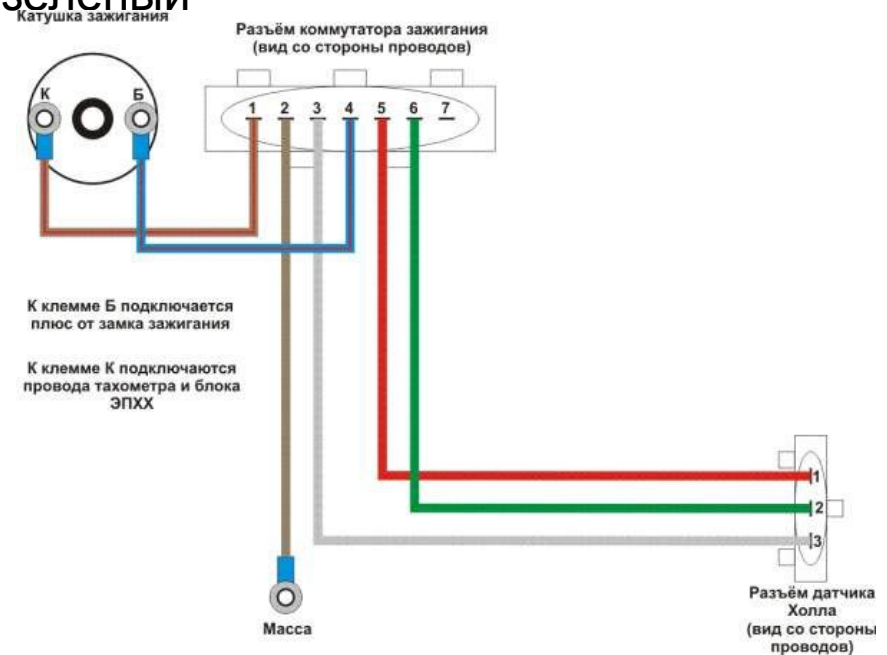 зеленый
Катушка зажигания
Разъём коммутатора зажигания
(вид со стороны проводов)
К
Б
1 2 3 4 5 6 7
К клемме Б подключается
плюс от замка зажигания
К клемме К подключаются
провода тахометра и блока
ЭПХХ
1
2
3
Масса
Разъём датчика
Холла
(вид со стороны
проводов)